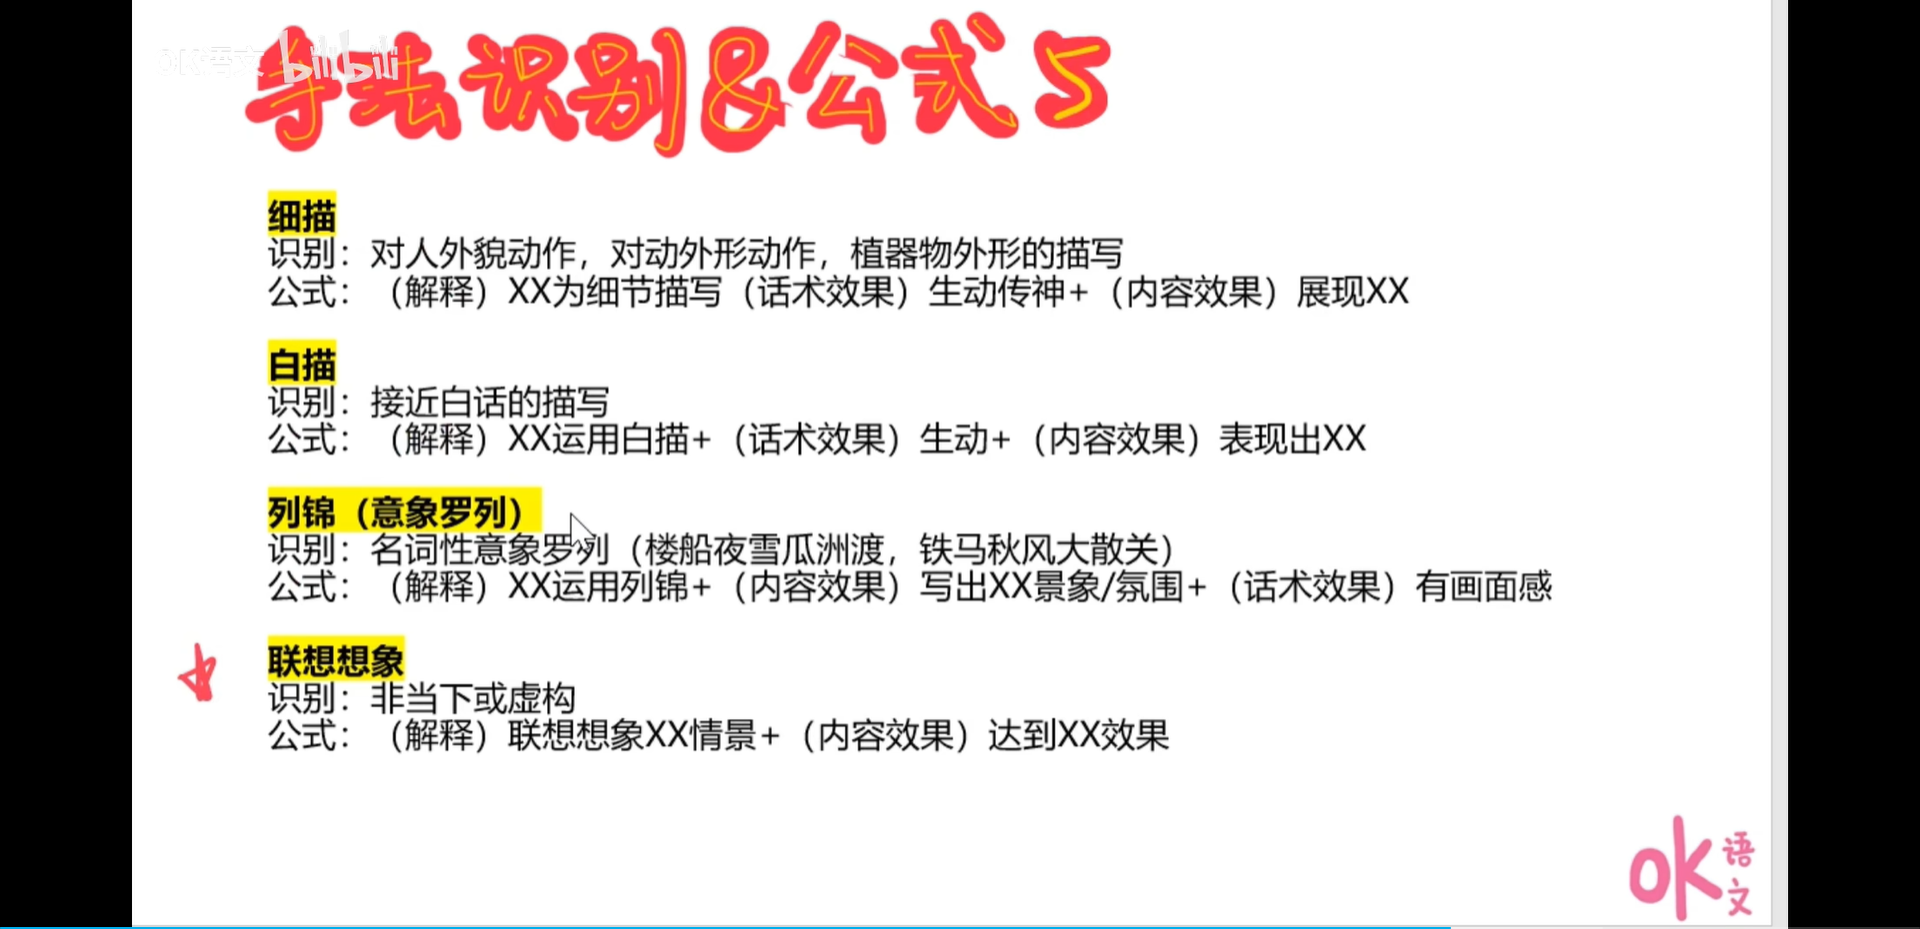 手法识别&公式5
OK语文 bilibili
细描
识别：对人外貌动作，对动外形动作，植器物外形的描写
公式：（解释）XX为细节描写（话术效果）生动传神+（内容效果）展现XX
白描
识别：接近白话的描写
公式：（解释）XX运用白描+（话术效果）生动+（内容效果）表现出XX
列锦（意象罗列）
识别：名词性意象罗列（楼船夜雪瓜洲渡，铁马秋风大散关）
公式：（解释）XX运用列锦+（内容效果）写出XX景象/氛围+（话术效果）有画面感
联想想象
识别：非当下或虚构
公式：（解释）联想想象XX情景+（内容效果）达到XX效果
ok语文